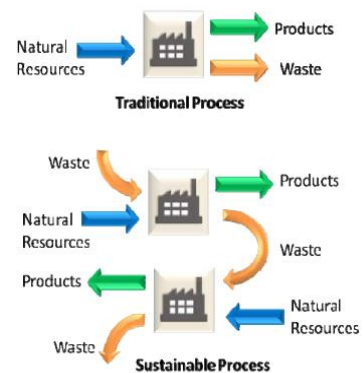 Products
Natural
Resources
Waste
Traditional Process
Waste
Products
Natural
Resources
Waste
Products
Natural
Resources
Waste
Sustainable Process